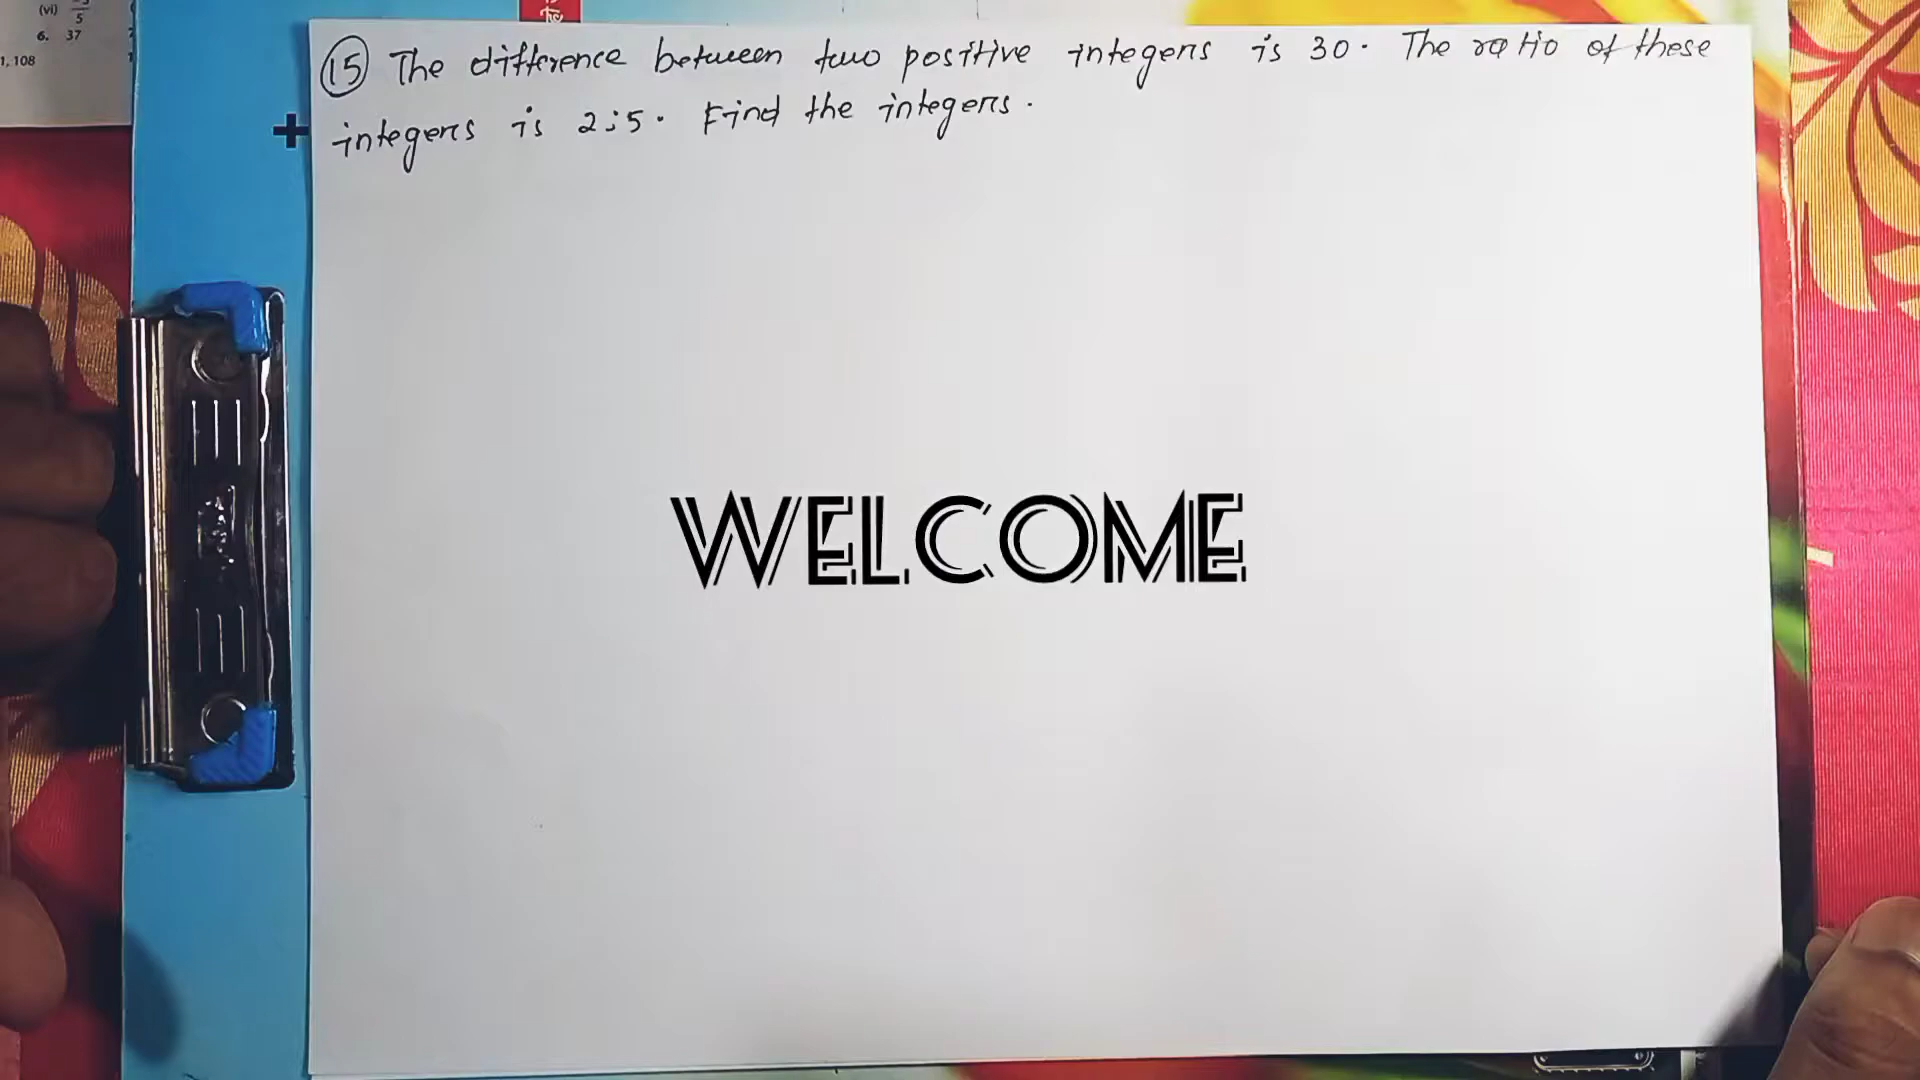 (vi) 5
6. 37
1, 108
(15) The difference between two positive integers is 30. The ratio of these
integers is 2:5. Find the integers.
WELCOME